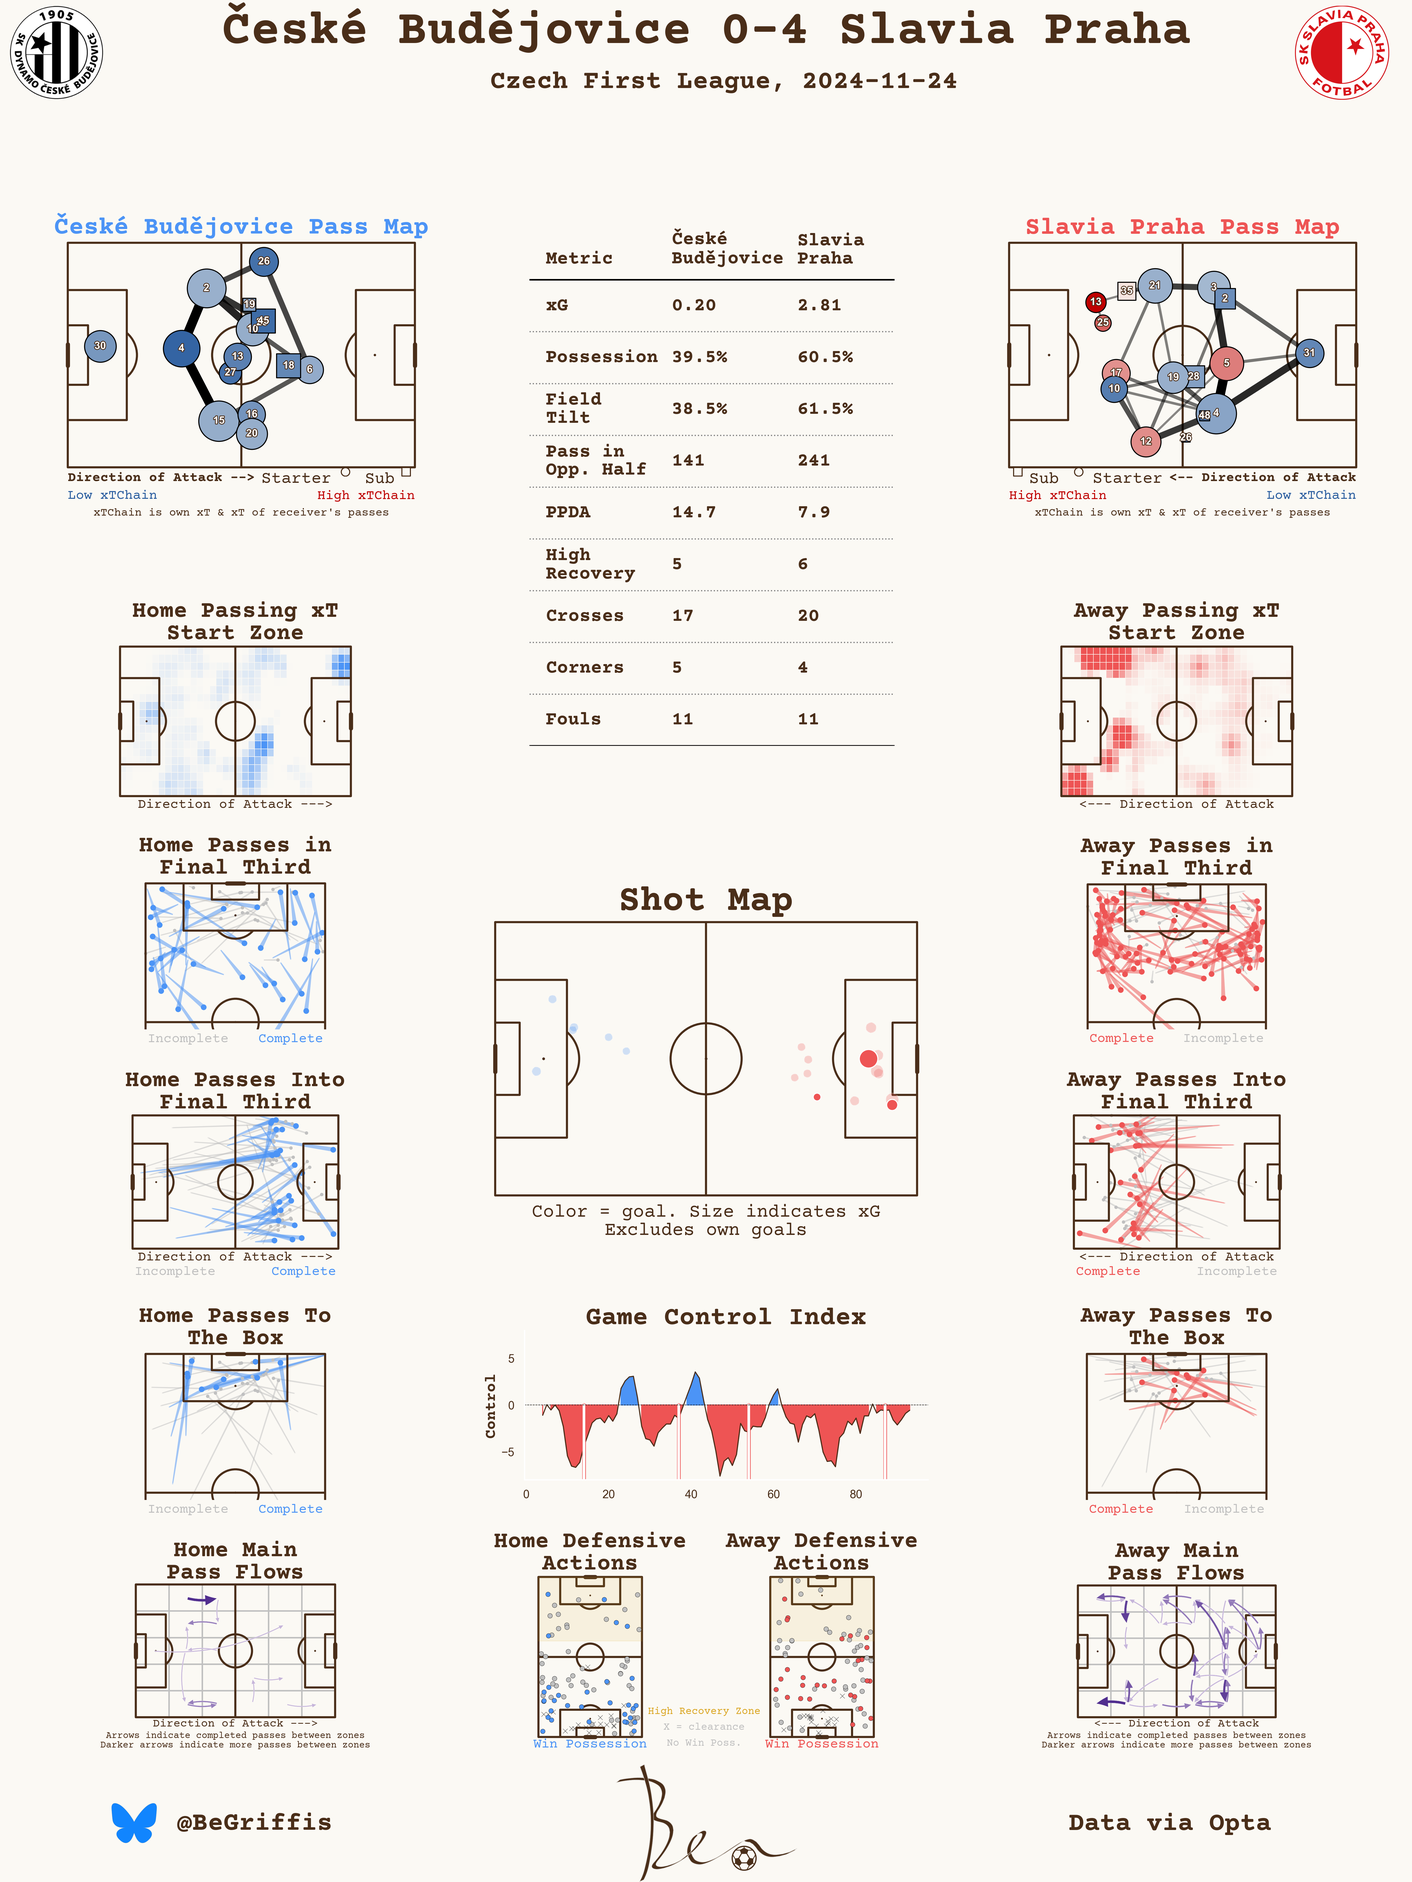 České Budějovice 0-4 Slavia Praha
Czech First League, 2024-11-24
1905
SK DYNAMO ČESKÉ BUDĚJOVICE
SK SLAVIA PRAHA
FOTBAL
České Budějovice Pass Map
26
2
19
45
10
4
30
13
27
18
6
15
16
20
Direction of Attack --> Starter Sub
Low xTChain High xTChain
xTChain is own xT & xT of receiver's passes
Metric České Budějovice Slavia Praha
xG 0.20 2.81
Possession 39.5% 60.5%
Field Tilt 38.5% 61.5%
Pass in Opp. Half 141 241
PPDA 14.7 7.9
High Recovery 5 6
Crosses 17 20
Corners 5 4
Fouls 11 11
Slavia Praha Pass Map
35
21
3
2
13
25
31
5
17
19
28
10
48
4
12
26
Sub Starter <-- Direction of Attack
High xTChain Low xTChain
xTChain is own xT & xT of receiver's passes
Home Passing xT
Start Zone
Direction of Attack --->
Away Passing xT
Start Zone
<--- Direction of Attack
Home Passes in
Final Third
Incomplete Complete
Away Passes in
Final Third
Complete Incomplete
Shot Map
Color = goal. Size indicates xG
Excludes own goals
Home Passes Into
Final Third
Direction of Attack --->
Incomplete Complete
Away Passes Into
Final Third
<--- Direction of Attack
Complete Incomplete
Home Passes To
The Box
Incomplete Complete
Game Control Index
Control
5
0
−5
0 20 40 60 80
Away Passes To
The Box
Complete Incomplete
Home Main
Pass Flows
Direction of Attack --->
Arrows indicate completed passes between zones
Darker arrows indicate more passes between zones
Home Defensive
Actions
Win Possession
Away Defensive
Actions
Win Possession
High Recovery Zone
X = clearance
No Win Poss.
Away Main
Pass Flows
<--- Direction of Attack
Arrows indicate completed passes between zones
Darker arrows indicate more passes between zones
@BeGriffis
Ben
Data via Opta